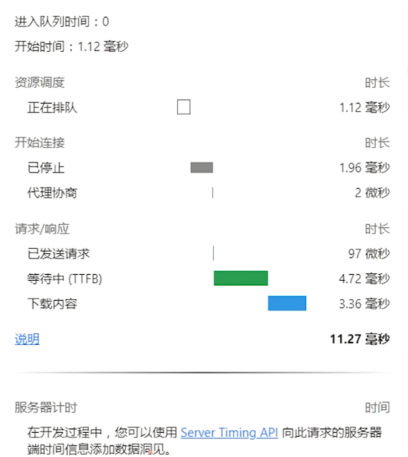 进入队列时间：0
开始时间：1.12 毫秒
资源调度 时长
正在排队 1.12 毫秒
开始连接 时长
已停止 1.96 毫秒
代理协商 2 微秒
请求/响应 时长
已发送请求 97 微秒
等待中 (TTFB) 4.72 毫秒
下载内容 3.36 毫秒
说明 11.27 毫秒
服务器计时 时间
在开发过程中，您可以使用 Server Timing API 向此请求的服务器
端时间信息添加数据洞见。